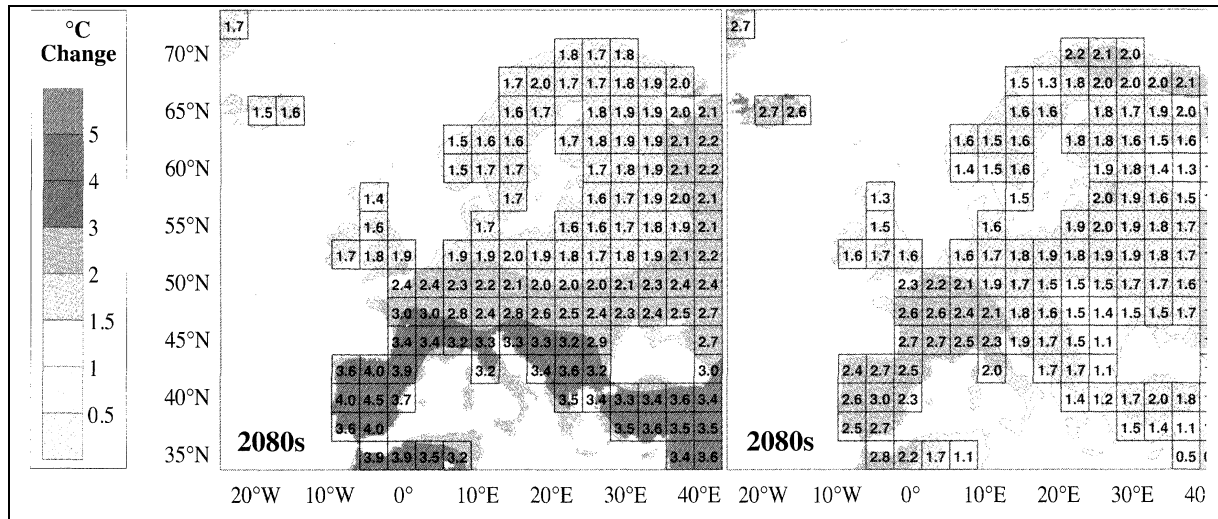 °C
Change
5
4
3
2
1.5
1
0.5
1.7 2.7
70°N 1.8 1.7 1.8 2.2 2.1 2.0
1.7 2.0 1.7 1.7 1.8 1.9 2.0 1.5 1.3 1.8 2.0 2.0 2.0 2.1
65°N 1.5 1.6 1.6 1.7 1.8 1.9 1.9 2.0 2.1 2.7 2.6 1.6 1.6 1.8 1.7 1.9 2.0
1.5 1.6 1.6 1.7 1.8 1.9 1.9 2.1 2.2 1.6 1.5 1.6 1.8 1.8 1.6 1.5 1.6
60°N 1.5 1.7 1.7 1.7 1.8 1.9 2.1 2.2 1.4 1.5 1.6 1.9 1.8 1.4 1.3
1.4 1.7 1.6 1.7 1.9 2.0 2.1 1.3 1.5 2.0 1.9 1.6 1.5
55°N 1.6 1.7 1.6 1.6 1.7 1.8 1.9 2.1 1.5 1.6 1.9 2.0 1.9 1.8 1.7
1.7 1.8 1.9 1.9 1.9 2.0 1.9 1.8 1.7 1.8 1.9 2.1 2.2 1.6 1.7 1.6 1.6 1.7 1.8 1.9 1.8 1.9 1.9 1.8 1.7
50°N 2.4 2.4 2.3 2.2 2.1 2.0 2.0 2.0 2.1 2.3 2.4 2.4 2.3 2.2 2.1 1.9 1.7 1.5 1.5 1.5 1.7 1.7 1.6
3.0 3.0 2.8 2.4 2.8 2.6 2.5 2.4 2.3 2.4 2.5 2.7 2.6 2.6 2.4 2.1 1.8 1.6 1.5 1.4 1.5 1.5 1.7
45°N 3.4 3.4 3.2 3.3 3.3 3.3 3.2 2.9 2.7 2.7 2.7 2.5 2.3 1.9 1.7 1.5 1.1
3.6 4.0 3.9 3.2 3.4 3.6 3.2 3.0 2.4 2.7 2.5 2.0 1.7 1.7 1.1
40°N 4.0 4.5 3.7 3.5 3.4 3.3 3.4 3.6 3.4 2.6 3.0 2.3 1.4 1.2 1.7 2.0 1.8
3.6 4.0 2080s 3.5 3.6 3.5 3.5 2.5 2.7 2080s 1.5 1.4 1.1
35°N 3.9 3.9 3.5 3.2 3.4 3.6 2.8 2.2 1.7 1.1 0.5
20°W 10°W 0° 10°E 20°E 30°E 40°E 20°W 10°W 0° 10°E 20°E 30°E 40